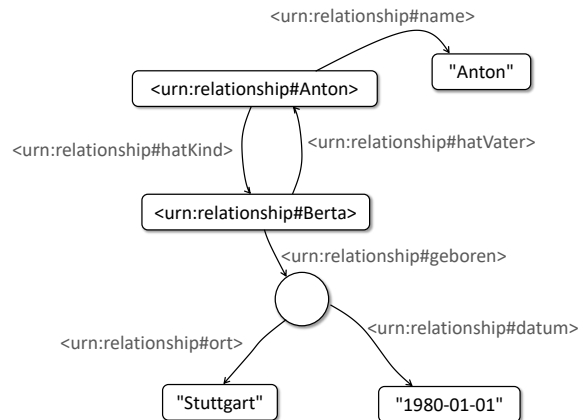 <urn:relationship#name>
"Anton"
<urn:relationship#Anton>
<urn:relationship#hatKind>
<urn:relationship#hatVater>
<urn:relationship#Berta>
<urn:relationship#geboren>
<urn:relationship#datum>
<urn:relationship#ort>
"Stuttgart"
"1980-01-01"